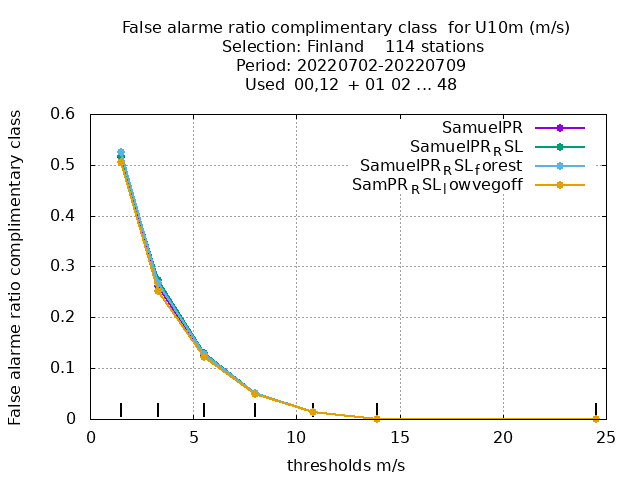 False alarme ratio complimentary class for U10m (m/s)
Selection: Finland 114 stations
Period: 20220702-20220709
Used 00,12 + 01 02 ... 48
False alarme ratio complimentary class
0.6
0.5
0.4
0.3
0.2
0.1
0
SamuelPR
SamuelPR_RSL
SamuelPR_RSL_forest
SamPR_RSL_lowvegoff
0 5 10 15 20 25
thresholds m/s